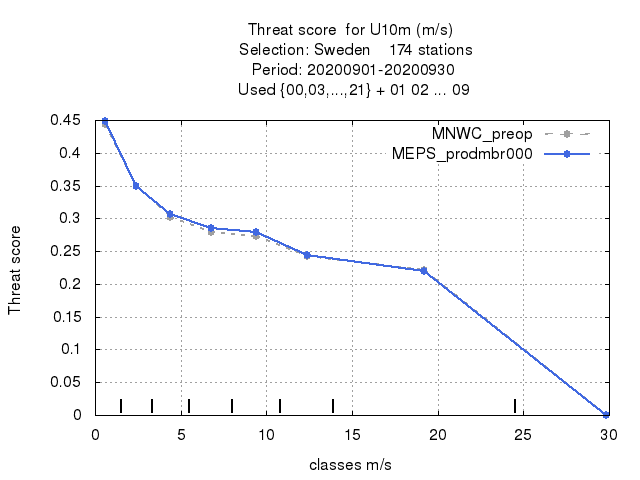 Threat score  for U10m (m/s)
Selection: Sweden    174 stations
Period: 20200901-20200930
Used {00,03,...,21} + 01 02 ... 09
MNWC_preop
MEPS_prodmbr000
Threat score
0.45
0.4
0.35
0.3
0.25
0.2
0.15
0.1
0.05
0
0 5 10 15 20 25 30
classes m/s